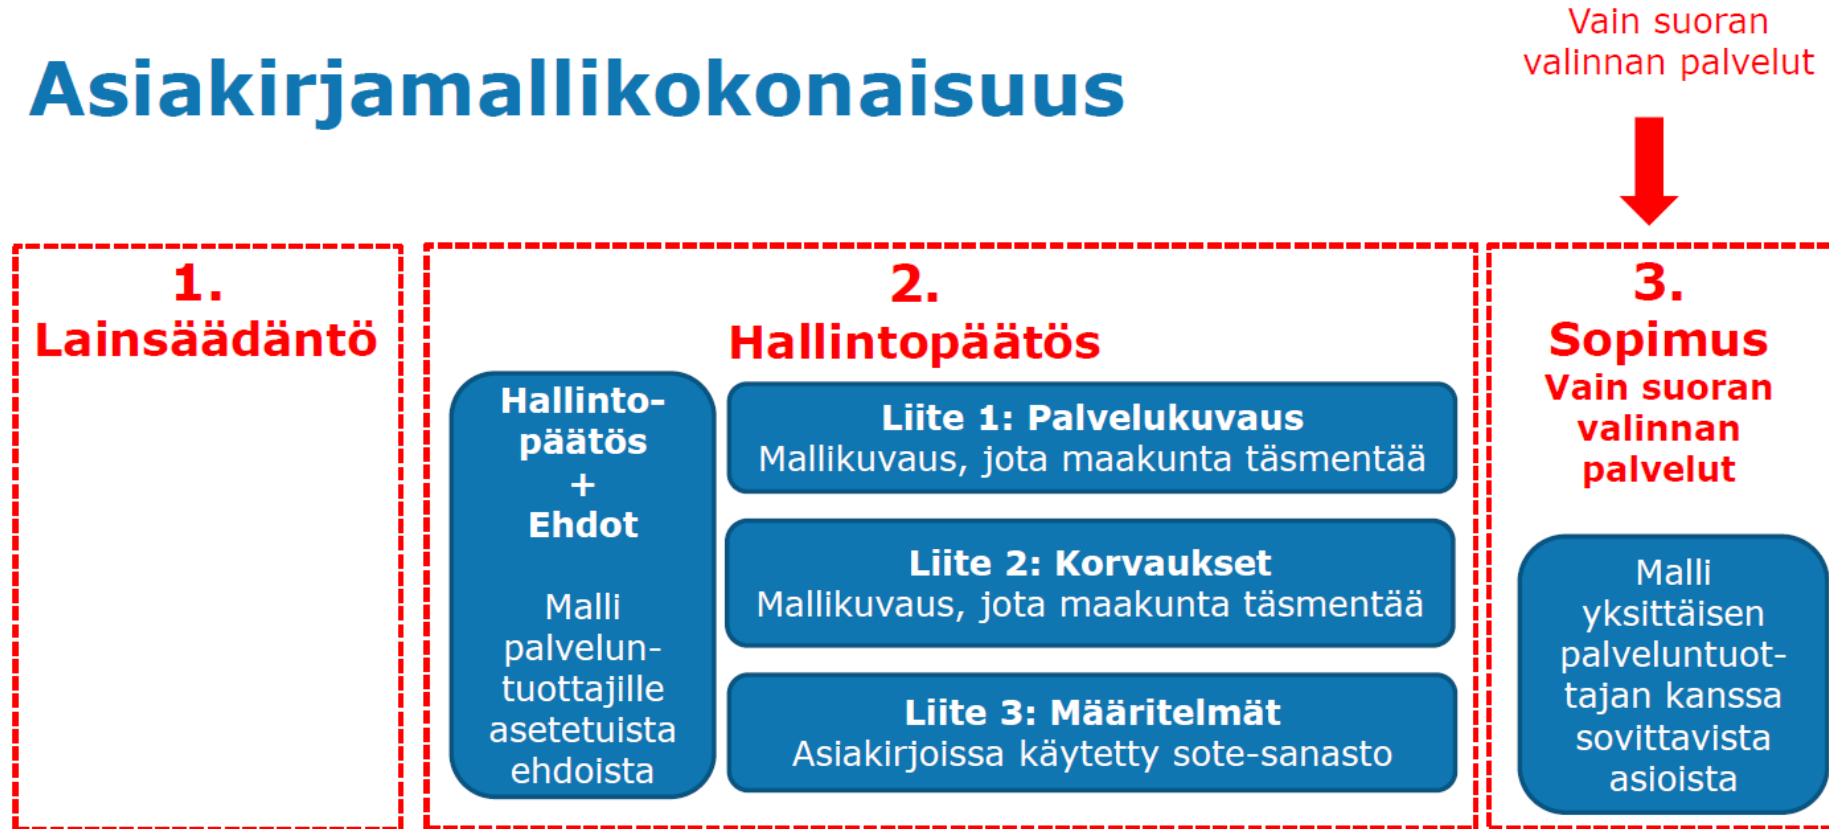 Asiakirjamallikokonaisuus
Vain suoran
valinnan palvelut
1.
Lainsäädäntö
2.
Hallintopäätös
Hallinto-
päätös
+
Ehdot
Malli
palvelun-
tuottajille
asetetuista
ehdoista
Liite 1: Palvelukuvaus
Mallikuvaus, jota maakunta täsmentää
Liite 2: Korvaukset
Mallikuvaus, jota maakunta täsmentää
Liite 3: Määritelmät
Asiakirjoissa käytetty sote-sanasto
3.
Sopimus
Vain suoran
valinnan
palvelut
Malli
yksittäisen
palveluntuot-
tajan kanssa
sovittavista
asioista